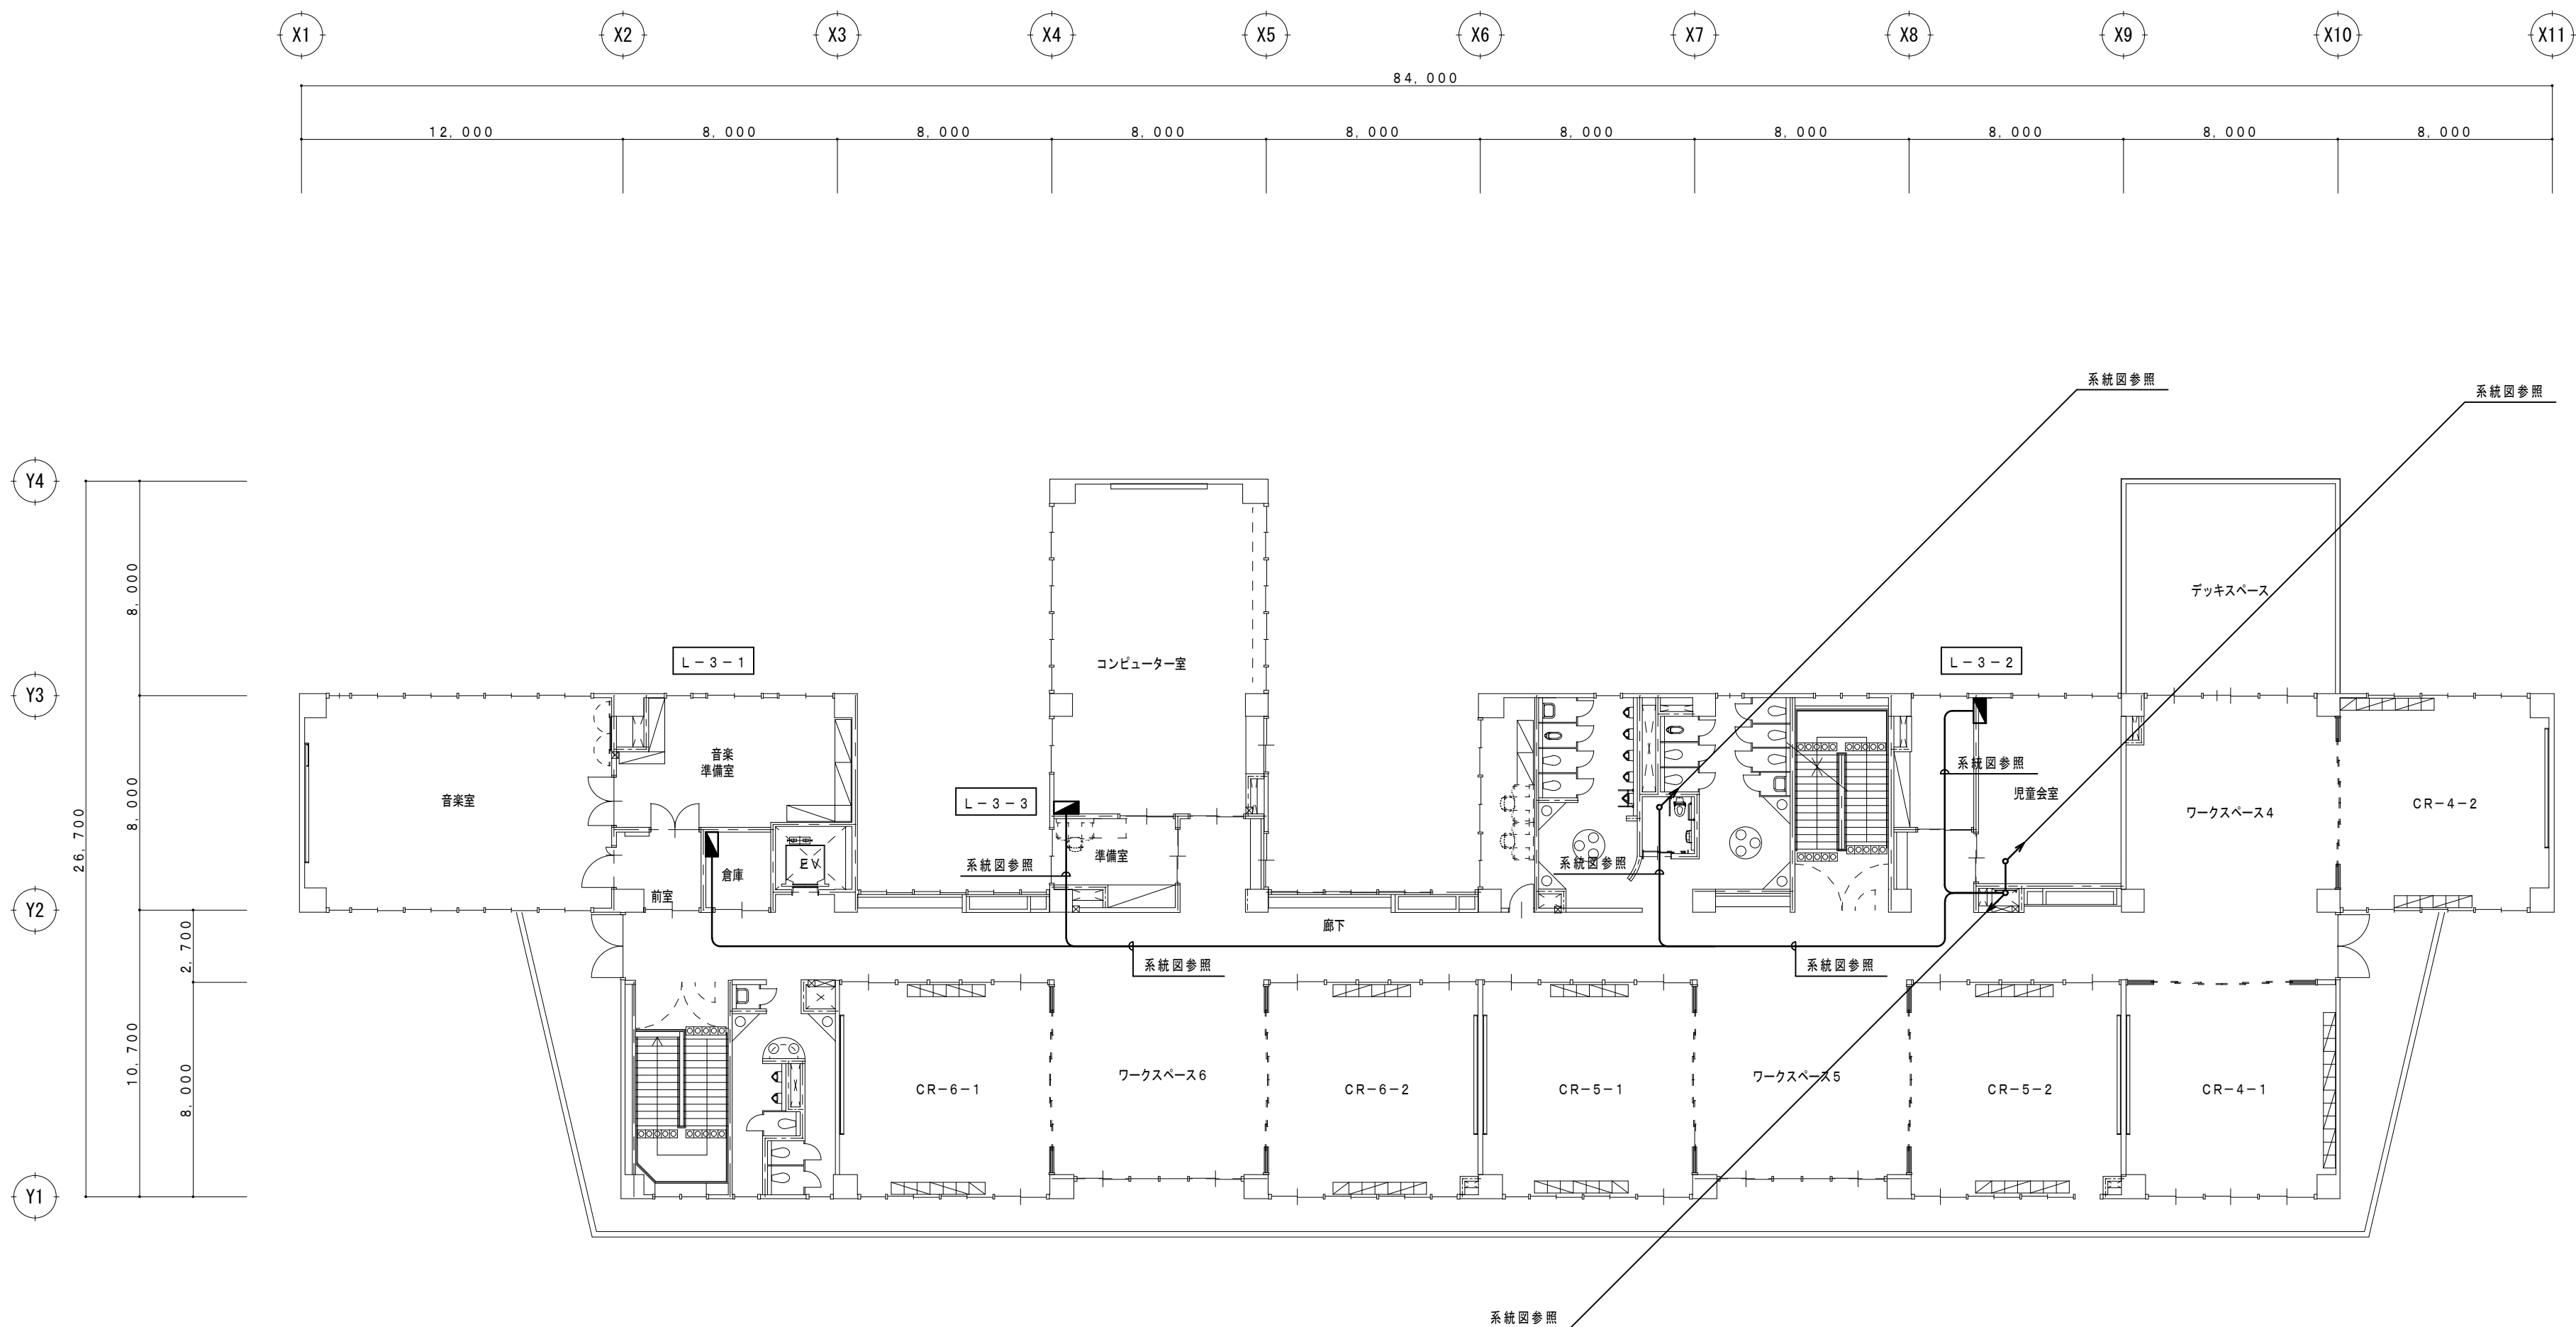 X1 X2 X3 X4 X5 X6 X7 X8 X9 X10 X11
84,000
12,000 8,000 8,000 8,000 8,000 8,000 8,000 8,000 8,000 8,000
系統図参照
系統図参照
Y4
8,000
デッキスペース
L-3-1
コンピューター室
L-3-2
Y3
音楽
準備室
系統図参照
児童会室
音楽室
L-3-3
ワークスペース4
CR-4-2
8,000
26,700
準備室
EV
系統図参照
系統図参照
倉庫
前室
Y2
廊下
2,700
系統図参照
系統図参照
10,700
8,000
CR-6-1
ワークスペース6
CR-6-2
CR-5-1
ワークスペース5
CR-5-2
CR-4-1
Y1
系統図参照